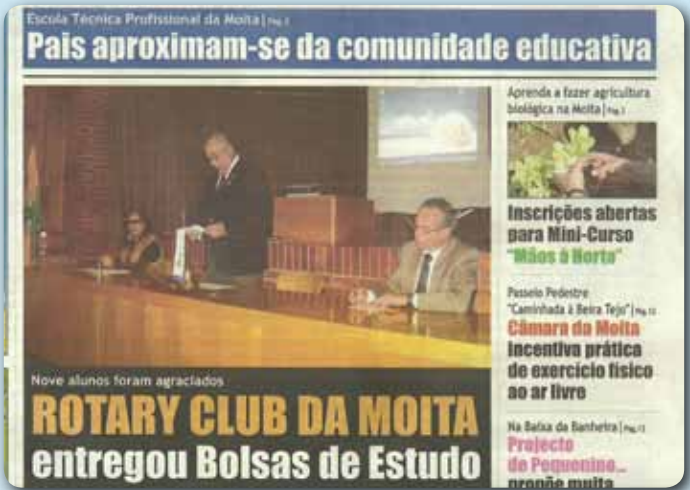 Escola Técnica Profissional da Moita | Pág. 2
Pais aproximam-se da comunidade educativa
Nove alunos foram agraciados
ROTARY CLUB DA MOITA
entregou Bolsas de Estudo
Aprenda a fazer agricultura
biológica na Moita | Pág.
Inscrições abertas
para Mini-Curso
"Mãos à Horta"
Passeio Pedestre
"Caminhada à Beira Tejo" | Pág. 12
Câmara da Moita
incentiva prática
de exercício físico
ao ar livre
Na Baixa da Banheira | Pág.
Projecto
de Pequenino...
propõe muita